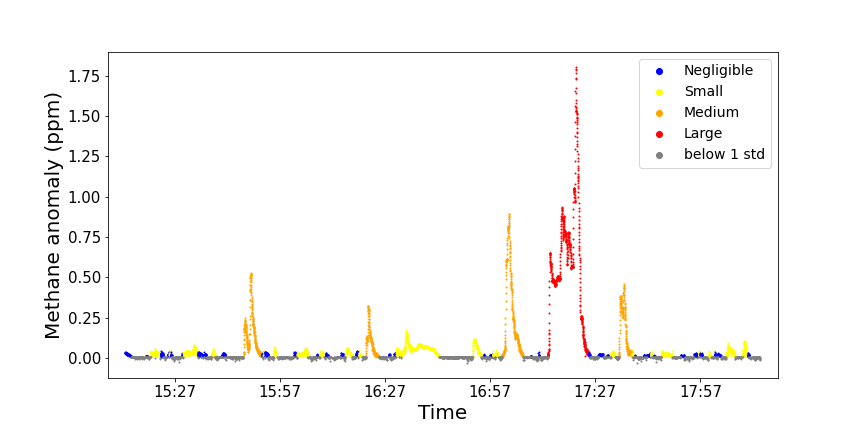 Methane anomaly (ppm)
1.75
1.50
1.25
1.00
0.75
0.50
0.25
0.00
Negligible
Small
Medium
Large
below 1 std
15:27 15:57 16:27 16:57 17:27 17:57
Time